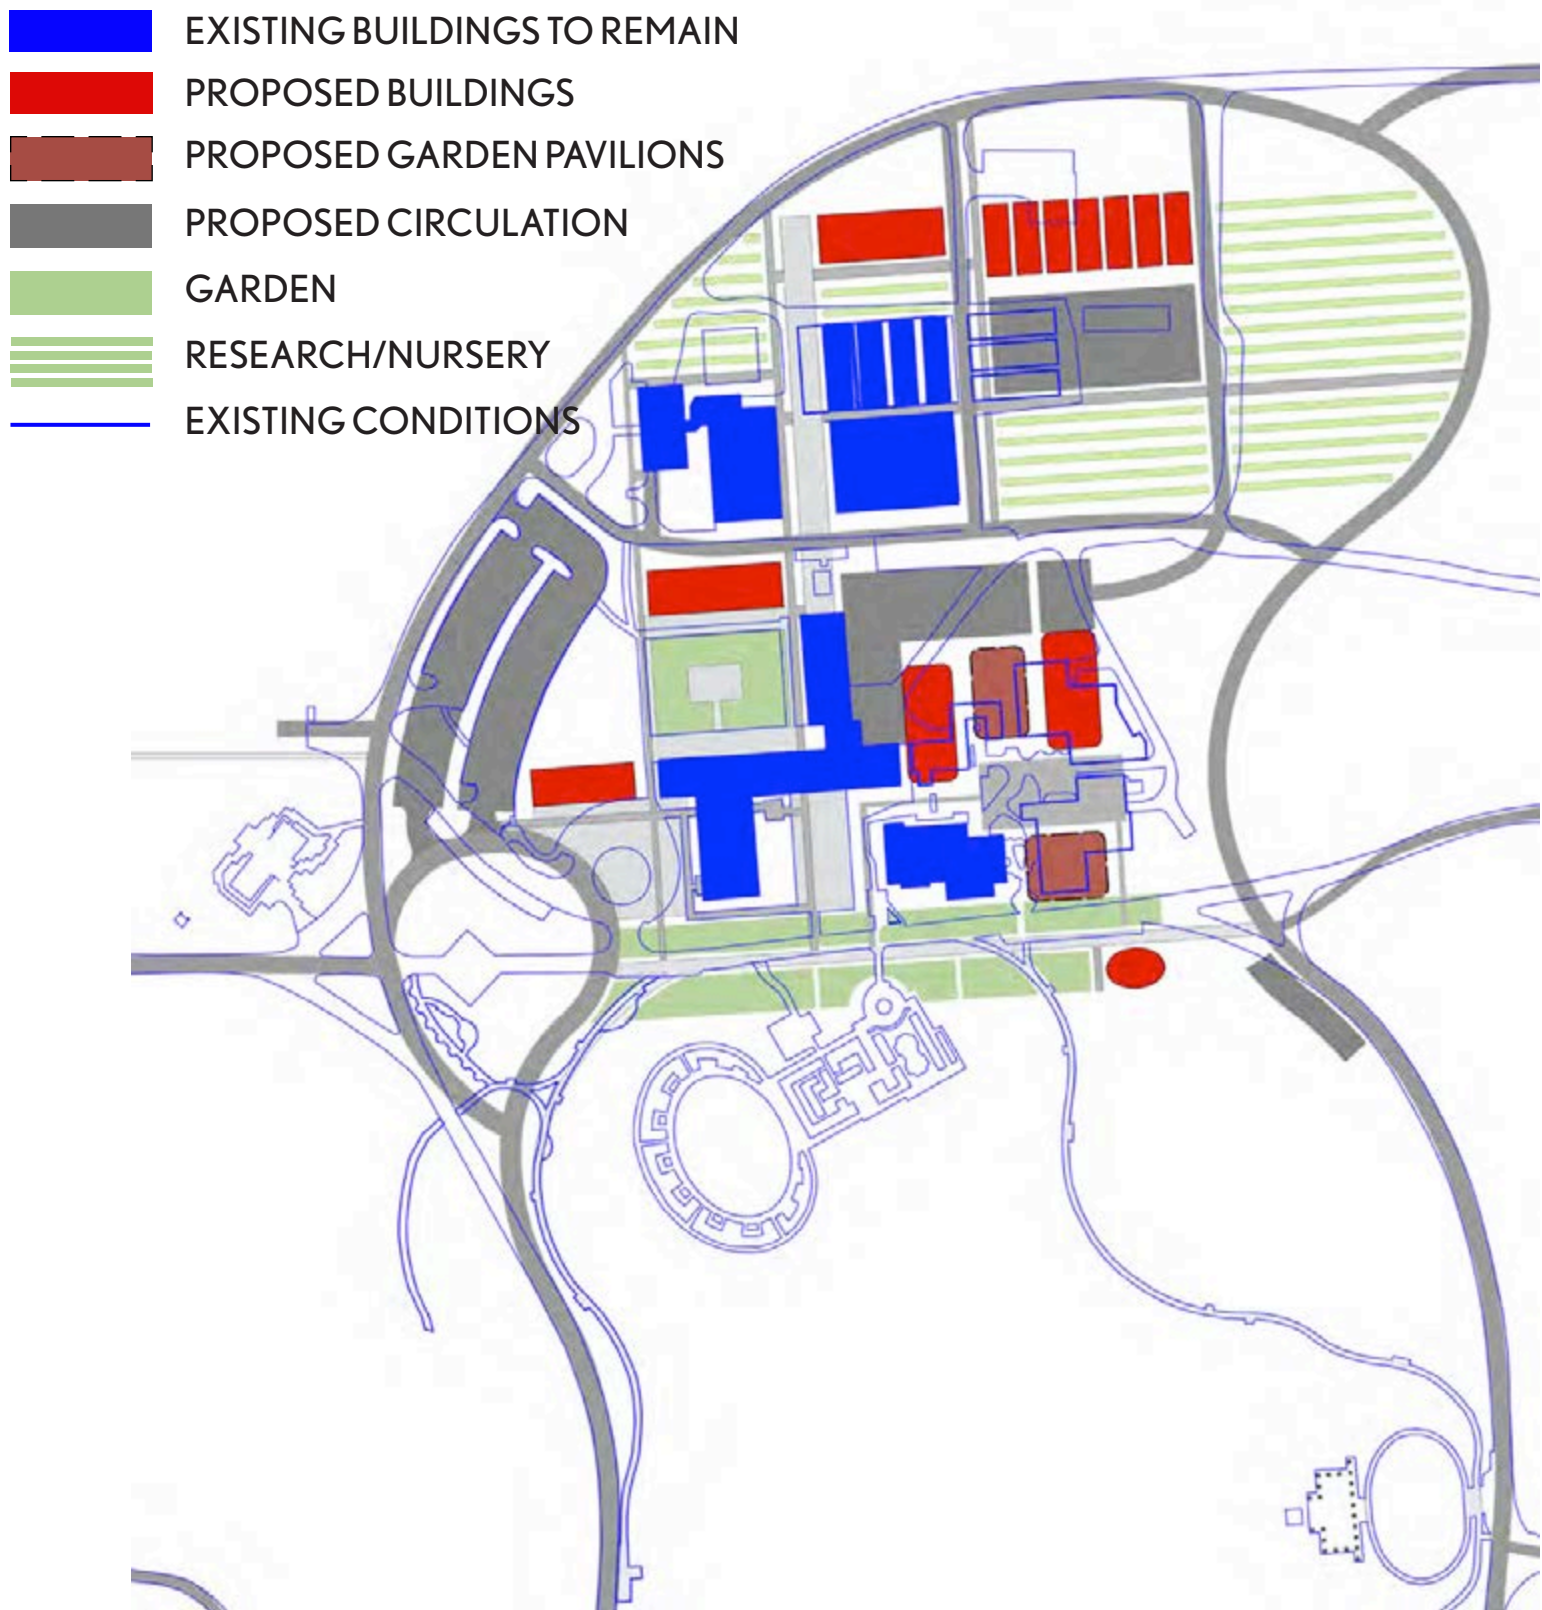 EXISTING BUILDINGS TO REMAIN
PROPOSED BUILDINGS
PROPOSED GARDEN PAVILIONS
PROPOSED CIRCULATION
GARDEN
RESEARCH/NURSERY
EXISTING CONDITIONS